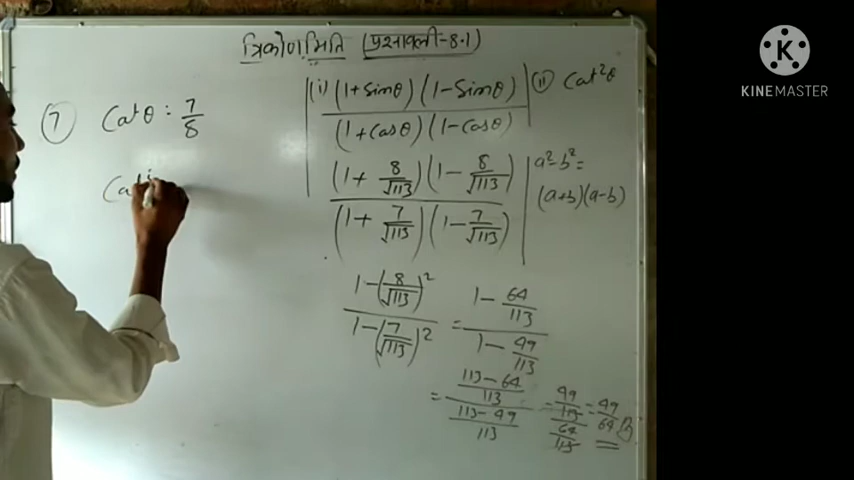 त्रिकोणमिति (प्रश्नावली-8.1)
7 Cotθ = 7/8
(i) (1+Sinθ) (1-Sinθ) / (1+Cosθ) (1-Cosθ)
(ii) Cot²θ
(1 + 8/√113) (1 - 8/√113) / (1 + 7/√113) (1 - 7/√113)
a²-b² =
(a+b) (a-b)
1-(8/√113)² / 1-(7/√113)² = 1 - 64/113 / 1 - 49/113
= 113-64/113 / 113-49/113 = 49/113 / 64/113 = 49/64
K
KINEMASTER